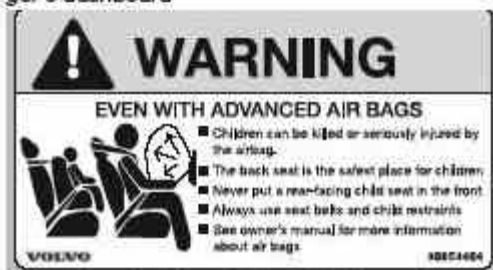 dashboard
WARNING
EVEN WITH ADVANCED AIR BAGS
■ Children can be killed or seriously injured by
the airbag.
■ The back seat is the safest place for children
■ Never put a rear-facing child seat in the front
■ Always use seat belts and child restraints
■ See owner's manual for more information
about air bags
VOLVO